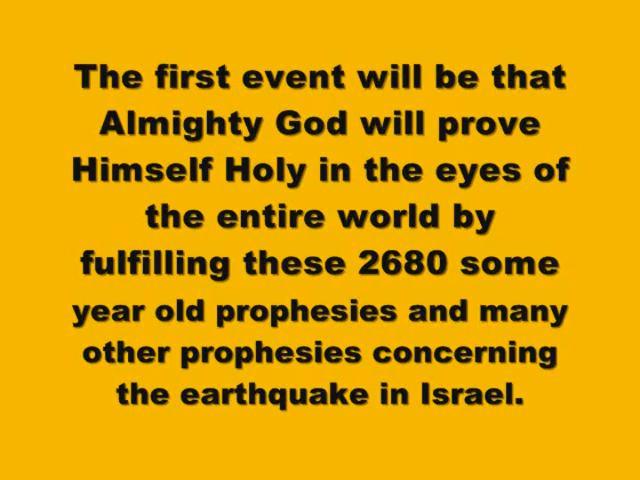 The first event will be that
Almighty God will prove
Himself Holy in the eyes of
the entire world by
fulfilling these 2680 some
year old prophesies and many
other prophesies concerning
the earthquake in Israel.